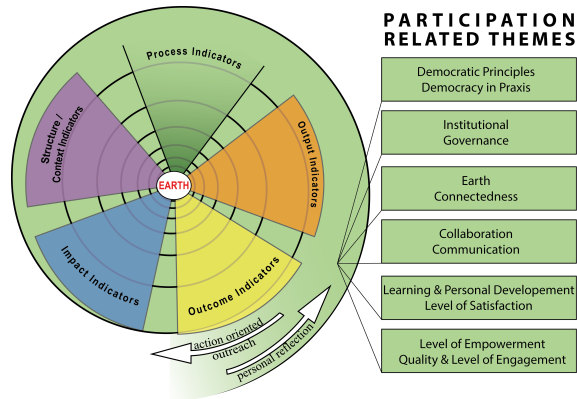 PARTICIPATION
RELATED THEMES
Process Indicators
Structure /
Context Indicators
Output Indicators
EARTH
Impact Indicators
Outcome Indicators
action oriented
outreach
personal reflection
Democratic Principles
Democracy in Praxis
Institutional
Governance
Earth
Connectedness
Collaboration
Communication
Learning & Personal Developement
Level of Satisfaction
Level of Empowerment
Quality & Level of Engagement